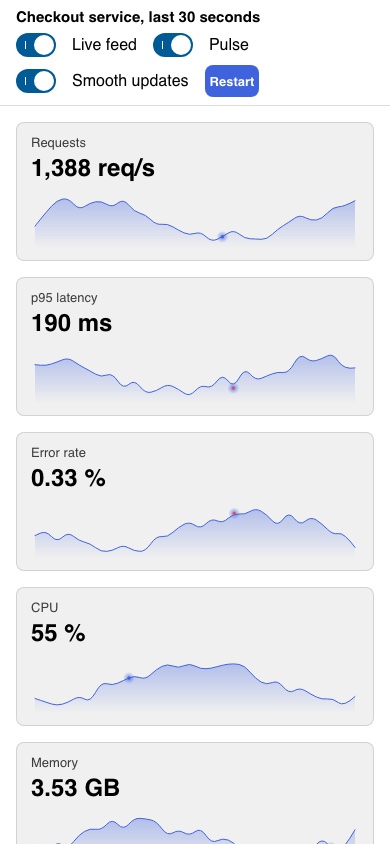 Checkout service, last 30 seconds
Live feed Pulse
Smooth updates Restart
Requests
1,388 req/s
p95 latency
190 ms
Error rate
0.33 %
CPU
55 %
Memory
3.53 GB